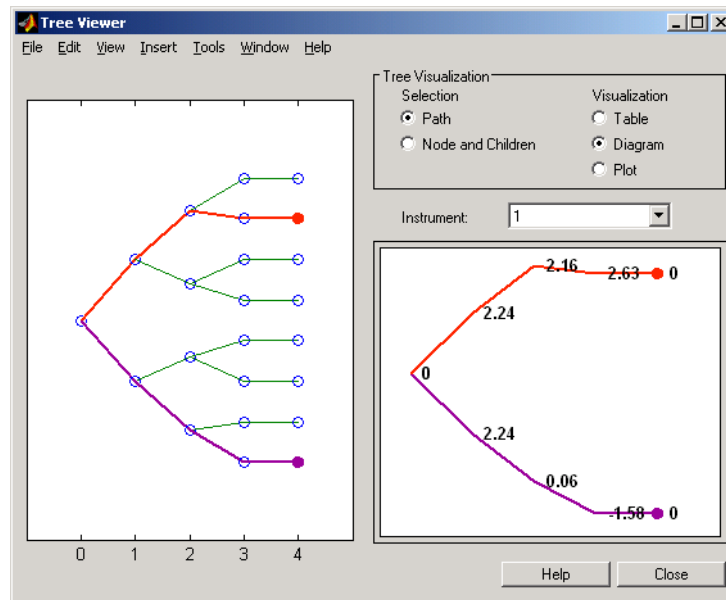 Tree Viewer
File Edit View Insert Tools Window Help
Tree Visualization
Selection
Visualization
Path
Table
Node and Children
Diagram
Plot
Instrument:
1
2.16
2.63
0
2.24
0
2.24
0.06
-1.58
0
0 1 2 3 4
Help
Close